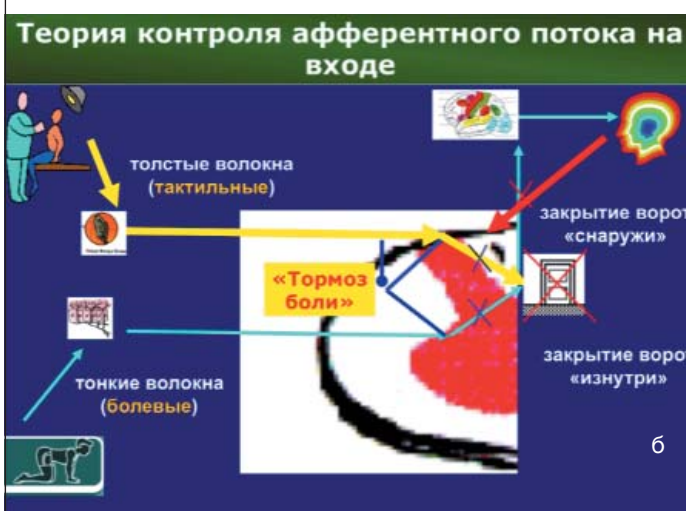 Теория контроля афферентного потока на
входе
толстые волокна
(тактильные)
закрытие ворот
«снаружи»
«Тормоз
боли»
тонкие волокна
(болевые)
закрытие ворот
«изнутри»
б